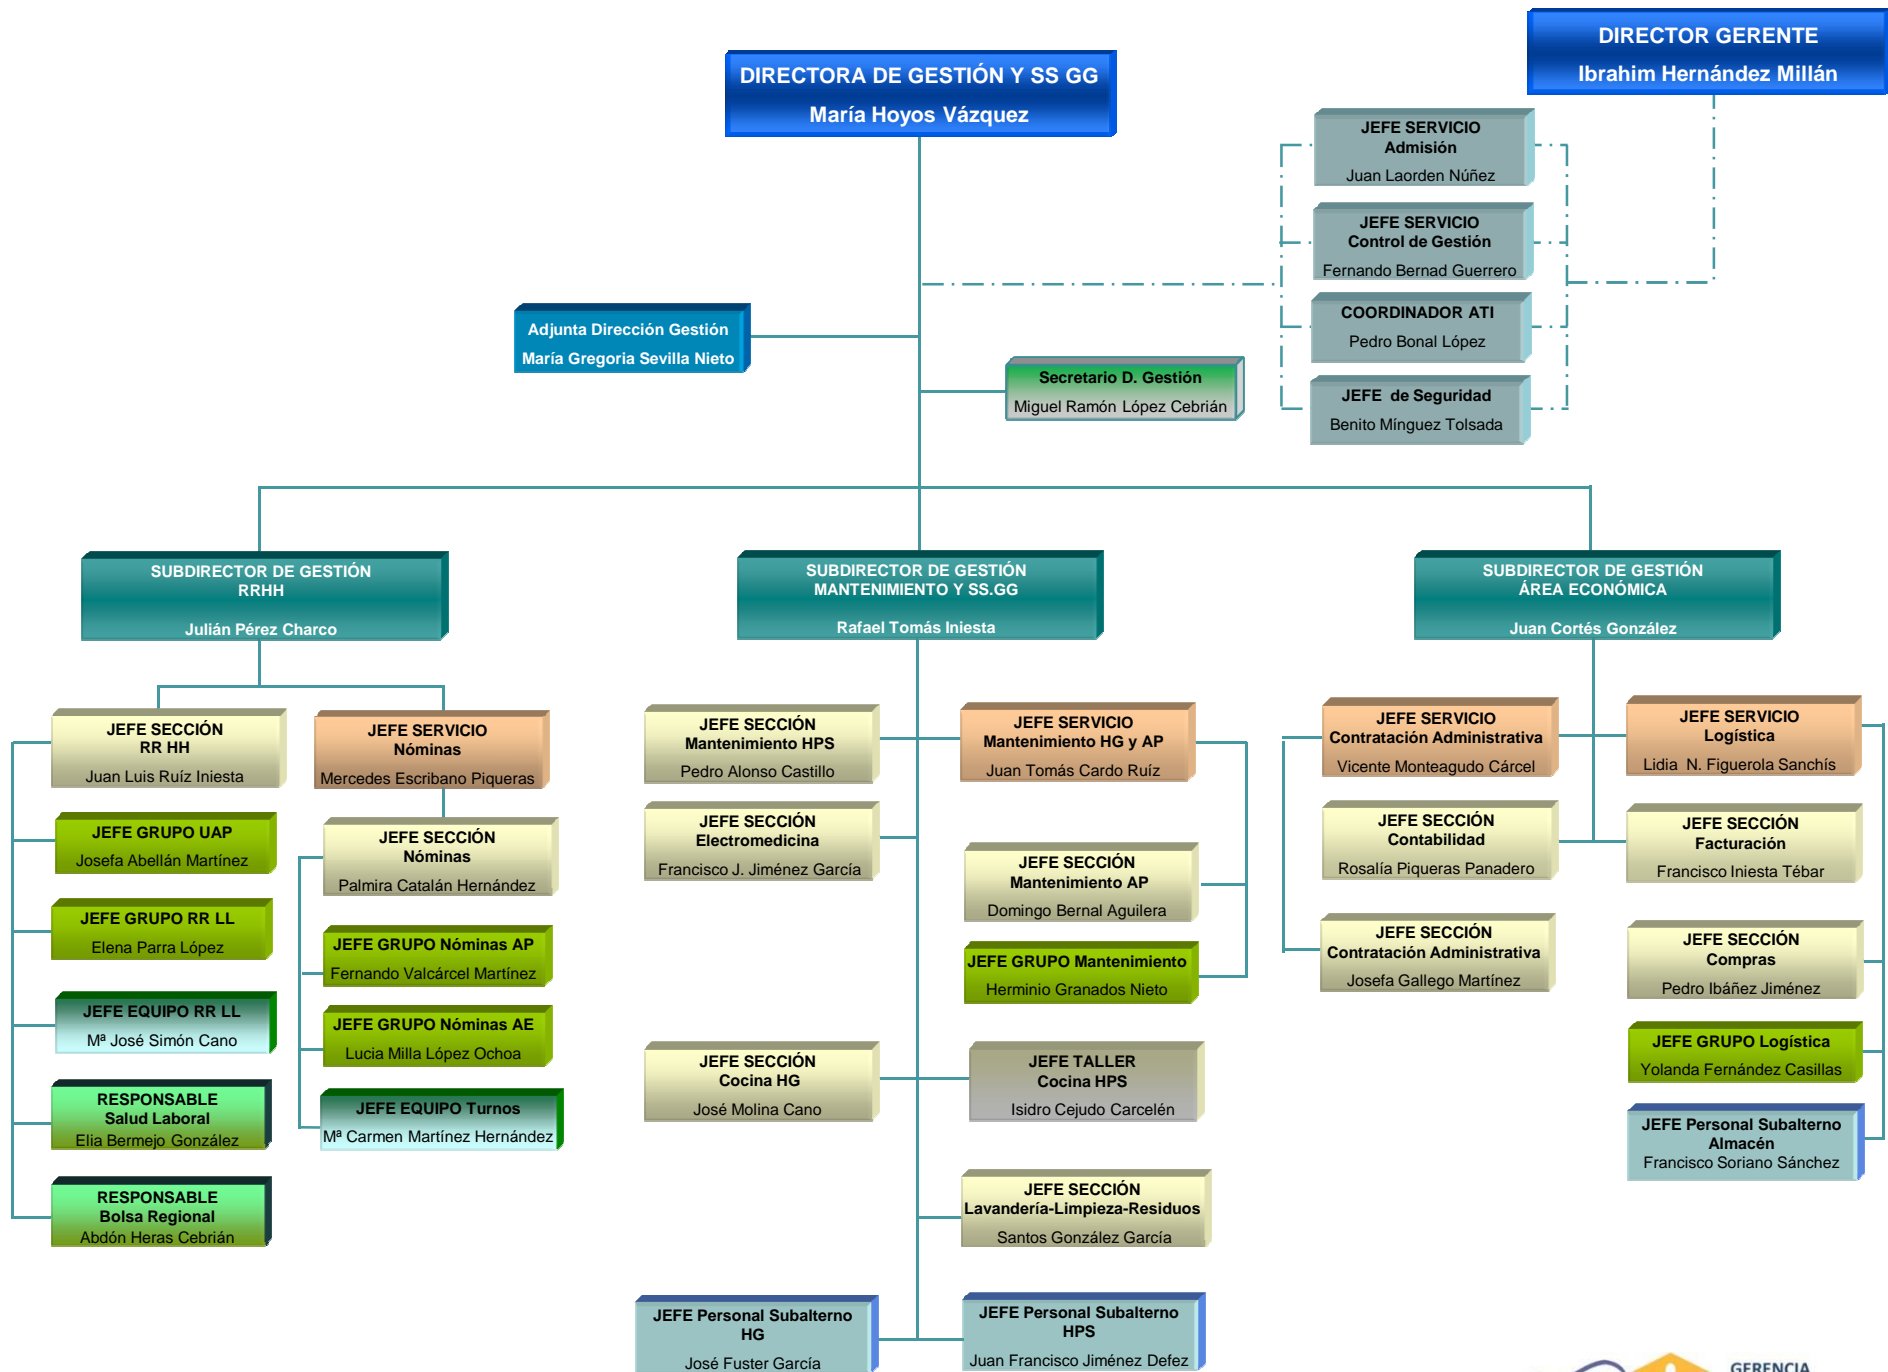 DIRECTOR GERENTE
Ibrahim Hernández Millán
DIRECTORA DE GESTIÓN Y SS GG
María Hoyos Vázquez
JEFE SERVICIO
Admisión
Juan Laorden Núñez
JEFE SERVICIO
Control de Gestión
Fernando Bernad Guerrero
COORDINADOR ATI
Pedro Bonal López
JEFE de Seguridad
Benito Mínguez Tolsada
Adjunta Dirección Gestión
María Gregoria Sevilla Nieto
Secretario D. Gestión
Miguel Ramón López Cebrián
SUBDIRECTOR DE GESTIÓN
RRHH
Julián Pérez Charco
SUBDIRECTOR DE GESTIÓN
MANTENIMIENTO Y SS.GG
Rafael Tomás Iniesta
SUBDIRECTOR DE GESTIÓN
ÁREA ECONÓMICA
Juan Cortés González
JEFE SECCIÓN
RR HH
Juan Luis Ruíz Iniesta
JEFE GRUPO UAP
Josefa Abellán Martínez
JEFE GRUPO RR LL
Elena Parra López
JEFE EQUIPO RR LL
Mª José Simón Cano
RESPONSABLE
Salud Laboral
Elia Bermejo González
RESPONSABLE
Bolsa Regional
Abdón Heras Cebrián
JEFE SERVICIO
Nóminas
Mercedes Escribano Piqueras
JEFE SECCIÓN
Nóminas
Palmira Catalán Hernández
JEFE GRUPO Nóminas AP
Fernando Valcárcel Martínez
JEFE GRUPO Nóminas AE
Lucia Milla López Ochoa
JEFE EQUIPO Turnos
Mª Carmen Martínez Hernández
JEFE SECCIÓN
Mantenimiento HPS
Pedro Alonso Castillo
JEFE SECCIÓN
Electromedicina
Francisco J. Jiménez García
JEFE SECCIÓN
Cocina HG
José Molina Cano
JEFE Personal Subalterno
HG
José Fuster García
JEFE SERVICIO
Mantenimiento HG y AP
Juan Tomás Cardo Ruíz
JEFE SECCIÓN
Mantenimiento AP
Domingo Bernal Aguilera
JEFE GRUPO Mantenimiento
Herminio Granados Nieto
JEFE TALLER
Cocina HPS
Isidro Cejudo Carcelén
JEFE SECCIÓN
Lavandería-Limpieza-Residuos
Santos González García
JEFE Personal Subalterno
HPS
Juan Francisco Jiménez Defez
JEFE SERVICIO
Contratación Administrativa
Vicente Monteagudo Cárcel
JEFE SECCIÓN
Contabilidad
Rosalía Piqueras Panadero
JEFE SECCIÓN
Contratación Administrativa
Josefa Gallego Martínez
JEFE SERVICIO
Logística
Lidia N. Figuerola Sanchís
JEFE SECCIÓN
Facturación
Francisco Iniesta Tébar
JEFE SECCIÓN
Compras
Pedro Ibáñez Jiménez
JEFE GRUPO Logística
Yolanda Fernández Casillas
JEFE Personal Subalterno
Almacén
Francisco Soriano Sánchez
GERENCIA